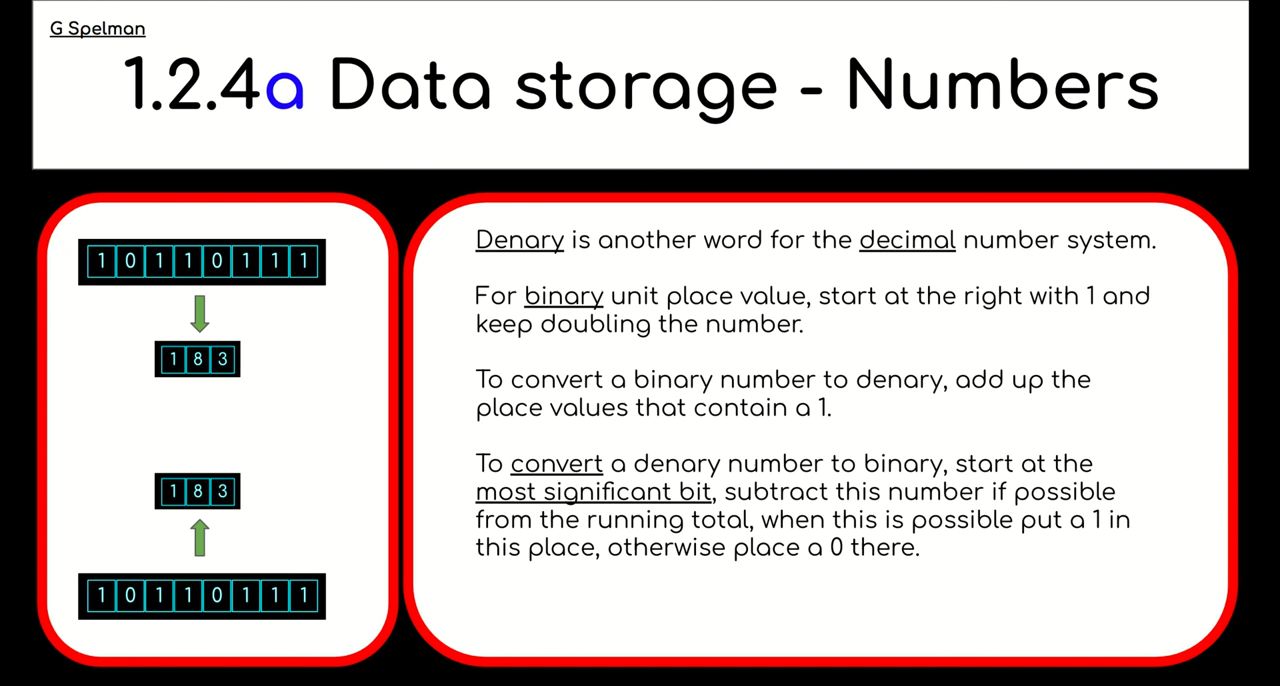 G Spelman
1.2.4a Data storage - Numbers
1 0 1 1 0 1 1 1
1 8 3
1 8 3
1 0 1 1 0 1 1 1
Denary is another word for the decimal number system.
For binary unit place value, start at the right with 1 and
keep doubling the number.
To convert a binary number to denary, add up the
place values that contain a 1.
To convert a denary number to binary, start at the
most significant bit, subtract this number if possible
from the running total, when this is possible put a 1 in
this place, otherwise place a 0 there.